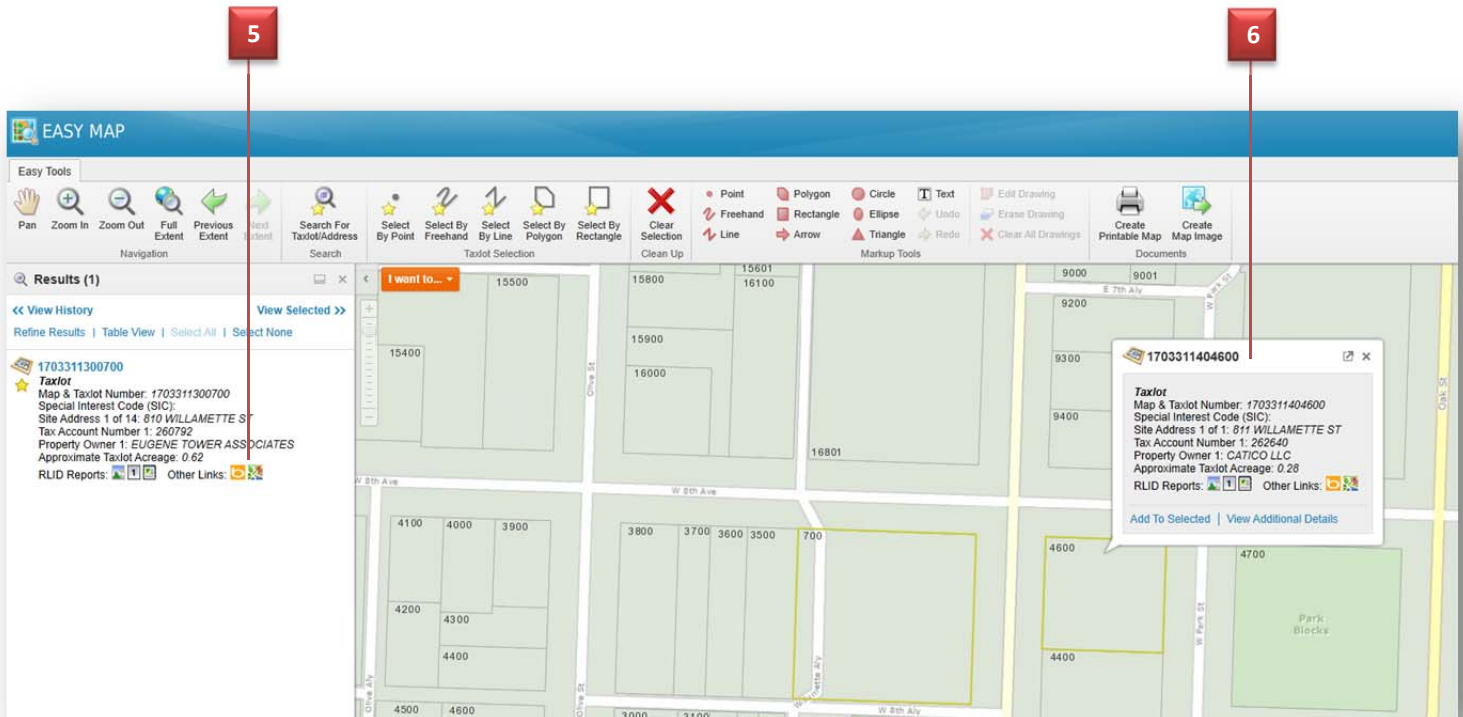 5
6
EASY MAP
Easy Tools
Pan
Zoom In
Zoom Out
Full
Extent
Previous
Extent
Next
Extent
Navigation
Search For
Taxlot/Address
Search
Select
By Point
Select By
Freehand
Select
By Line
Select By
Polygon
Select By
Rectangle
Taxlot Selection
Clear
Selection
Clean Up
Point
Freehand
Line
Polygon
Rectangle
Arrow
Circle
Ellipse
Triangle
Text
Undo
Redo
Edit Drawing
Erase Drawing
Clear All Drawings
Markup Tools
Create
Printable Map
Create
Map Image
Documents
Results (1)
<< View History
View Selected >>
Refine Results | Table View | Select All | Select None
1703311300700
Taxlot
Map & Taxlot Number: 1703311300700
Special Interest Code (SIC):
Site Address 1 of 14: 810 WILLAMETTE ST
Tax Account Number 1: 260792
Property Owner 1: EUGENE TOWER ASSOCIATES
Approximate Taxlot Acreage: 0.62
RLID Reports: 1 Other Links:
I want to...
15500
15800
15601
16100
9000
9001
E 7th Aly
W Park St
9200
15400
15900
16000
Olive St
9300
9400
16801
Oak St
1703311404600
Taxlot
Map & Taxlot Number: 1703311404600
Special Interest Code (SIC):
Site Address 1 of 1: 811 WILLAMETTE ST
Tax Account Number 1: 262640
Property Owner 1: CATICO LLC
Approximate Taxlot Acreage: 0.28
RLID Reports: 1 Other Links:
Add To Selected | View Additional Details
W 8th Ave
W 8th Ave
4100
4000
3900
3800
3700
3600
3500
700
4600
4700
4200
4300
4400
W Park St
Park
Blocks
4400
Olive Aly
Olive St
W 8th Aly
4500
4600
3000
3100